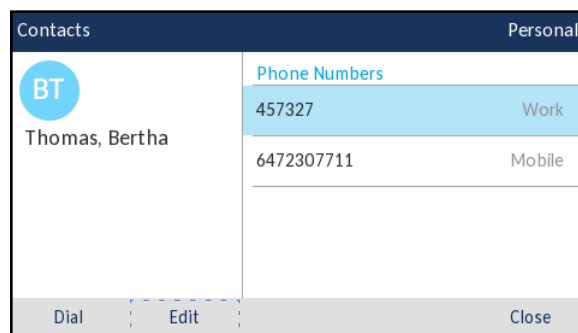 Contacts Personal
BT
Thomas, Bertha
Phone Numbers
457327 Work
6472307711 Mobile
Dial Edit Close